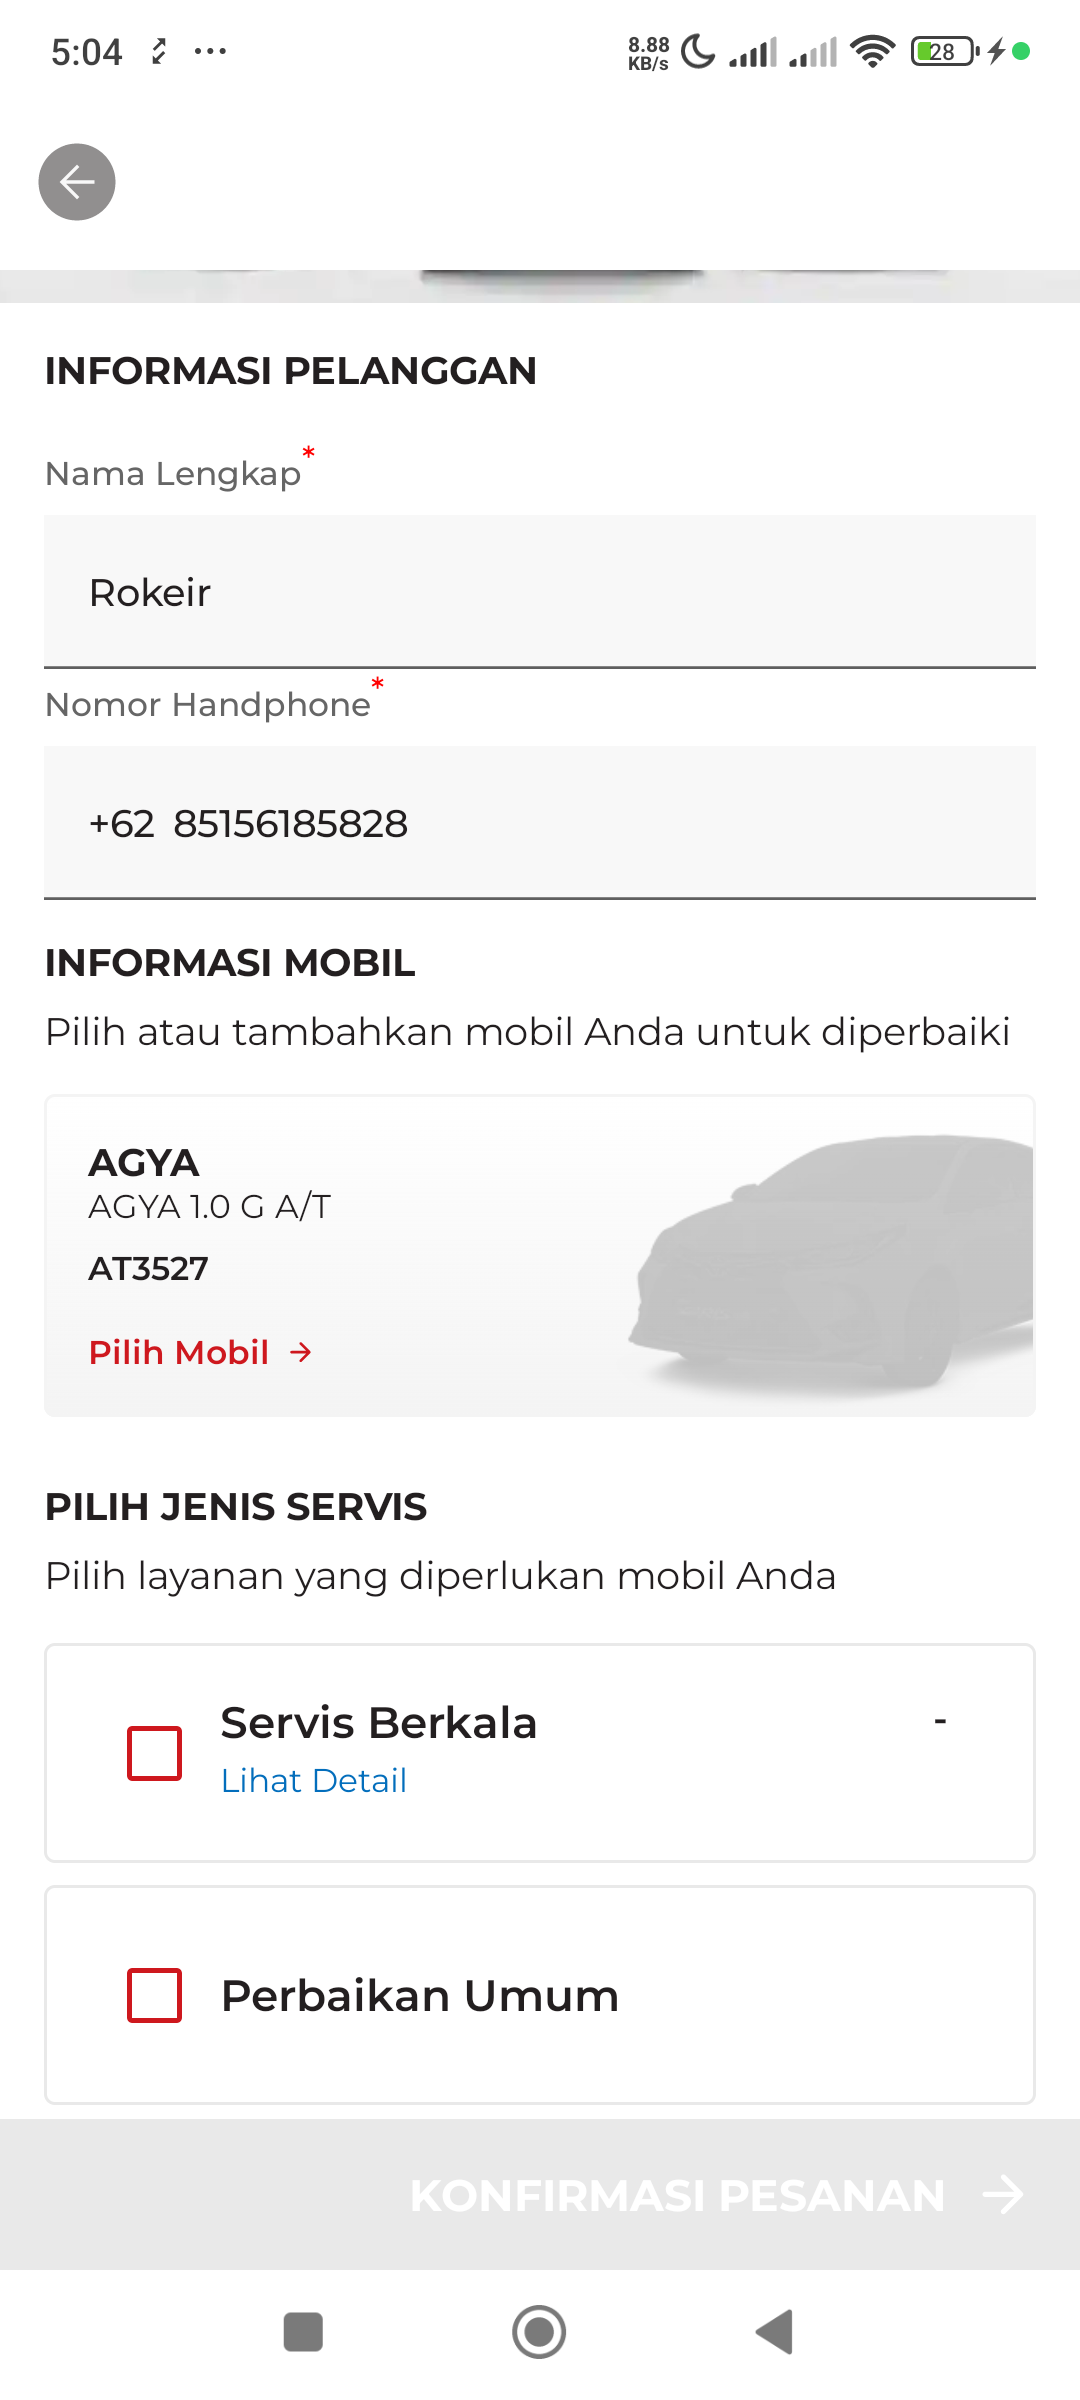 5:04
8.88
KB/s
28
INFORMASI PELANGGAN
Nama Lengkap*
Rokeir
Nomor Handphone*
+62 85156185828
INFORMASI MOBIL
Pilih atau tambahkan mobil Anda untuk diperbaiki
AGYA
AGYA 1.0 G A/T
AT3527
Pilih Mobil →
PILIH JENIS SERVIS
Pilih layanan yang diperlukan mobil Anda
Servis Berkala -
Lihat Detail
Perbaikan Umum
KONFIRMASI PESANAN →